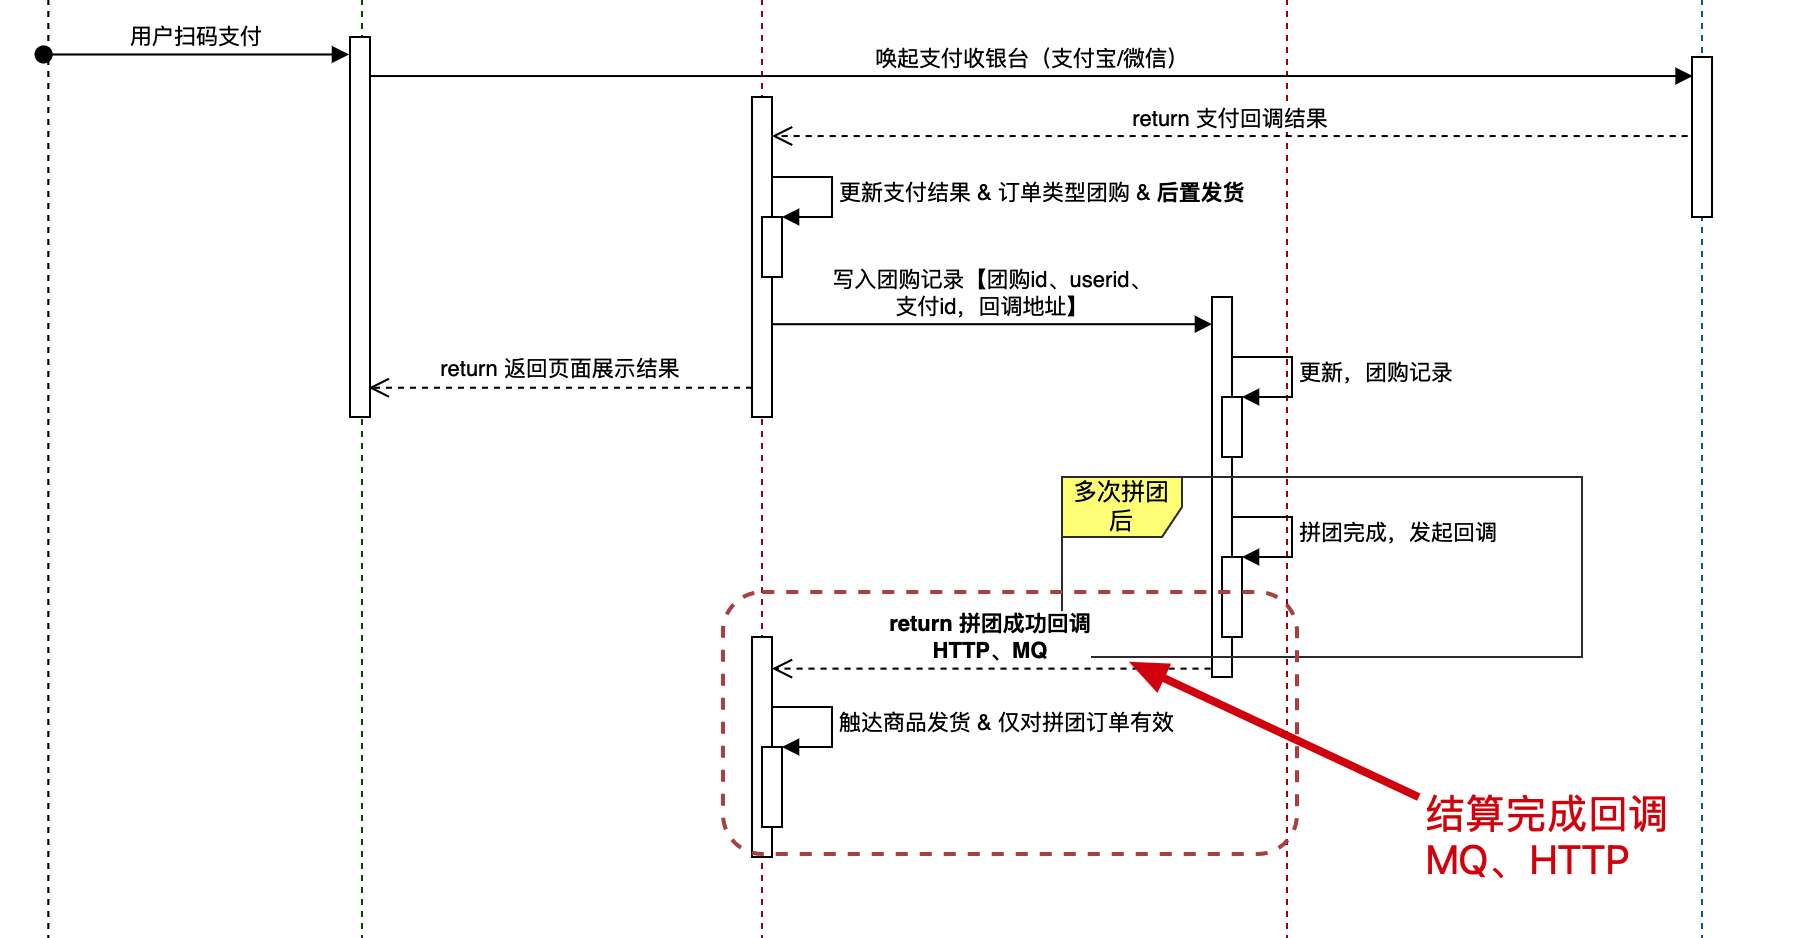 用户扫码支付
唤起支付收银台（支付宝/微信）
return 支付回调结果
更新支付结果 & 订单类型团购 & 后置发货
写入团购记录【团购id、userid、
支付id，回调地址】
return 返回页面展示结果
更新，团购记录
多次拼团
后
拼团完成，发起回调
return 拼团成功回调
HTTP、MQ
触达商品发货 & 仅对拼团订单有效
结算完成回调
MQ、HTTP